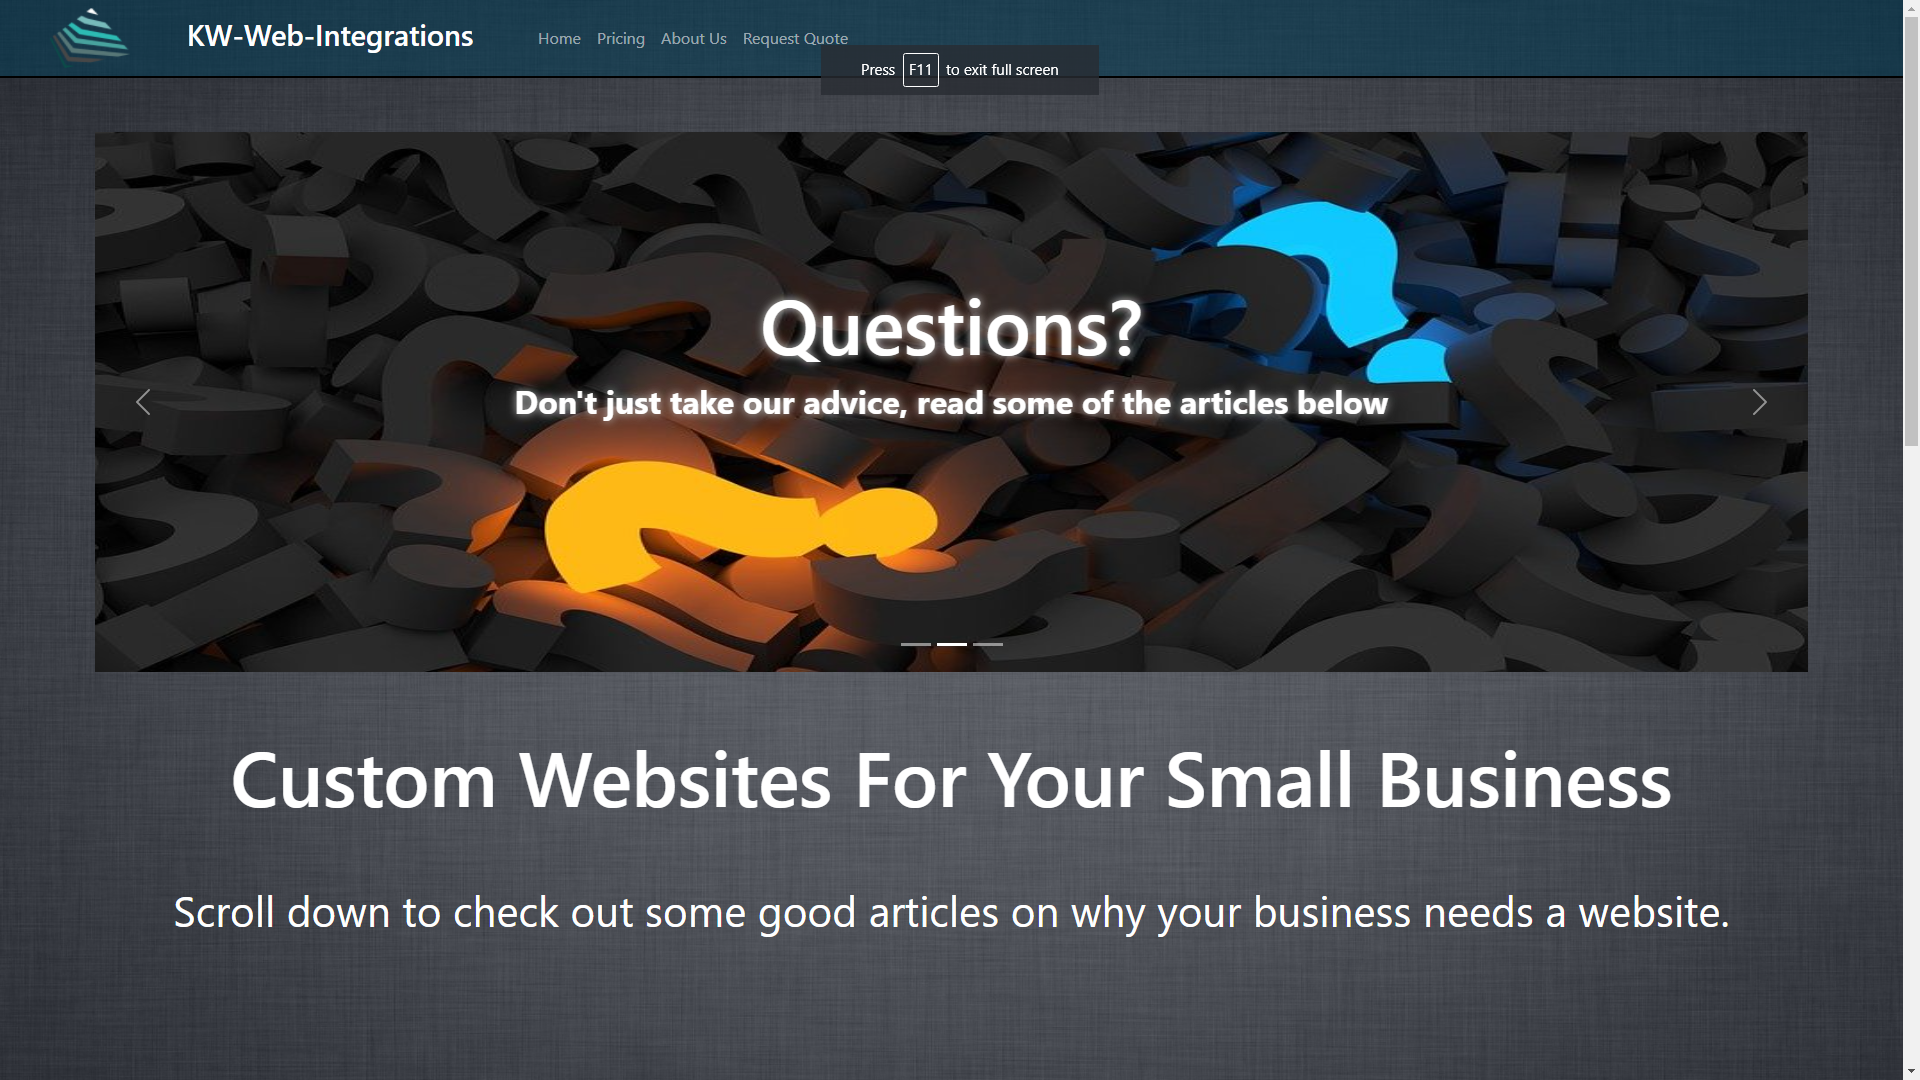 KW-Web-Integrations
Home Pricing About Us Request Quote
Press F11 to exit full screen
Questions?
Don't just take our advice, read some of the articles below
Custom Websites For Your Small Business
Scroll down to check out some good articles on why your business needs a website.